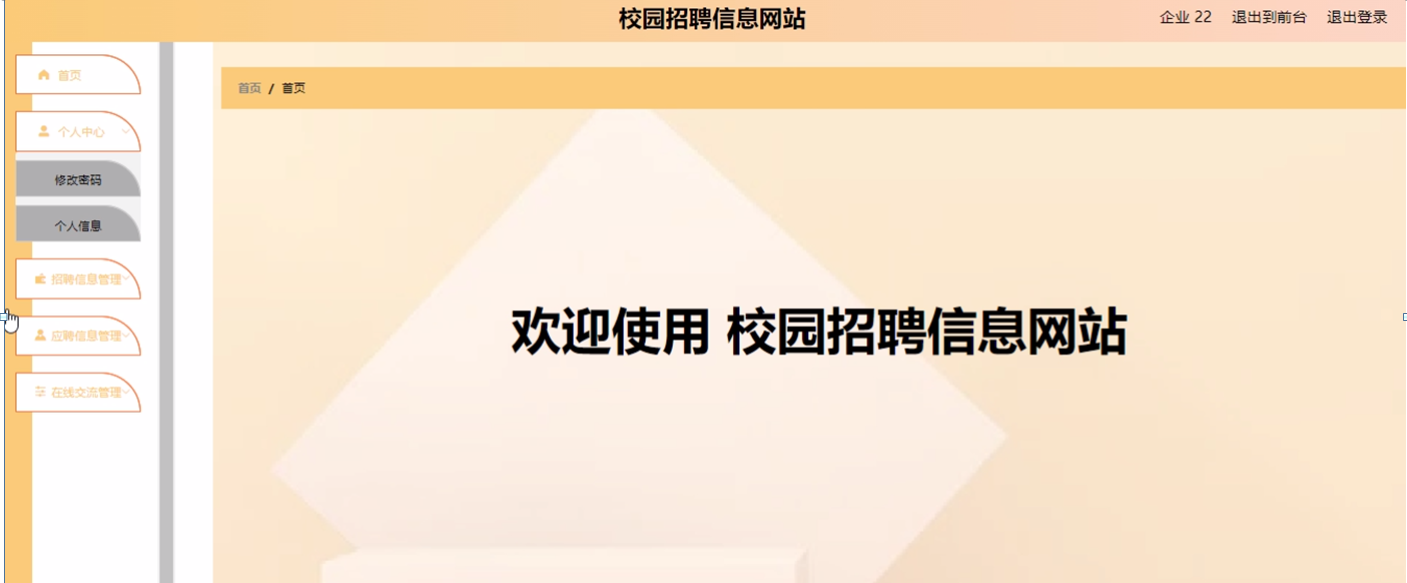 校园招聘信息网站
企业 22 退出到前台 退出登录
首页
个人中心
修改密码
个人信息
招聘信息管理
应聘信息管理
在线交流管理
首页 / 首页
欢迎使用 校园招聘信息网站